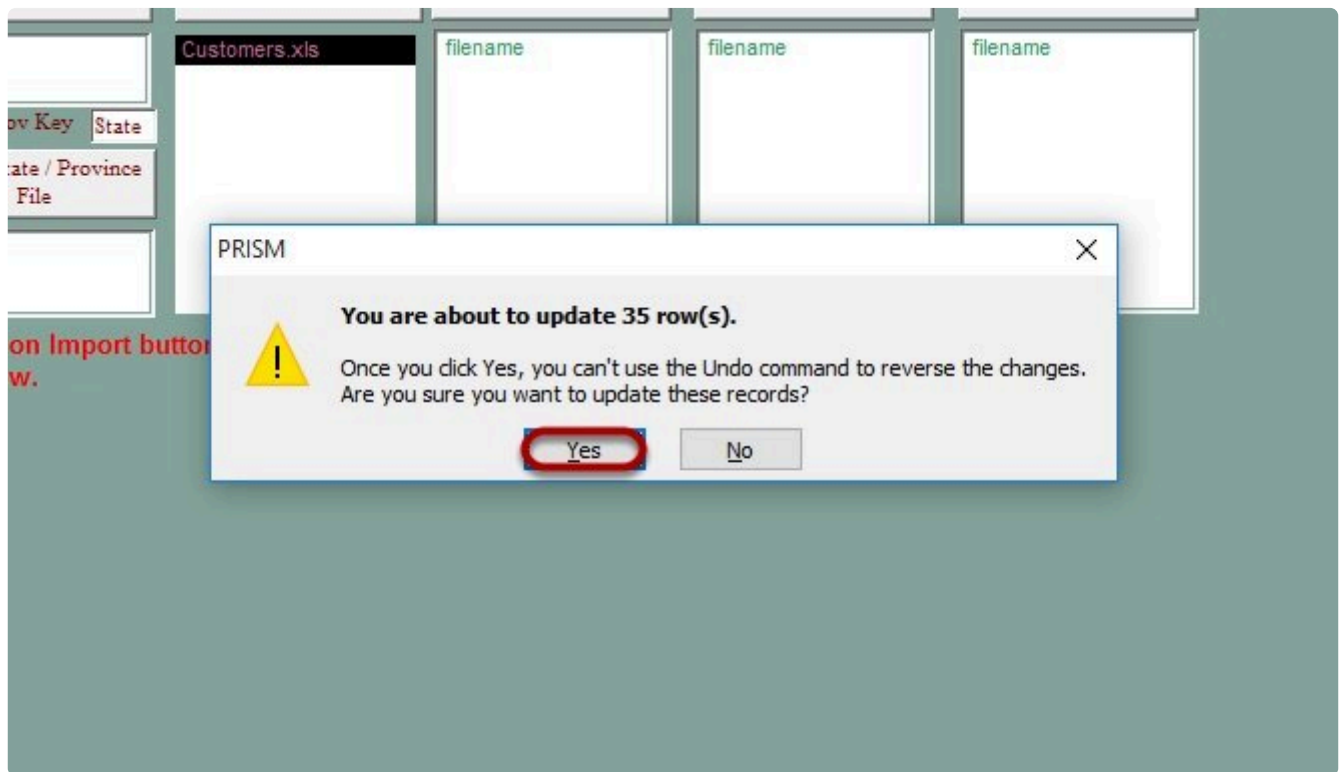 Customers.xls
filename
filename
filename
ov Key State
ate / Province
File
PRISM
You are about to update 35 row(s).
on Import button
w.
Once you click Yes, you can't use the Undo command to reverse the changes.
Are you sure you want to update these records?
Yes
No